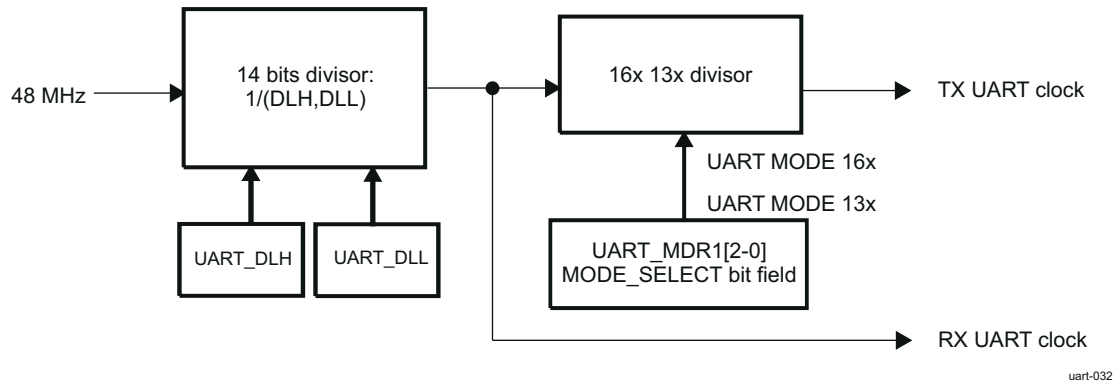 48 MHz
14 bits divisor:
1/(DLH,DLL)
16x 13x divisor
TX UART clock
UART MODE 16x
UART MODE 13x
UART_DLH
UART_DLL
UART_MDR1[2-0]
MODE_SELECT bit field
RX UART clock
uart-032